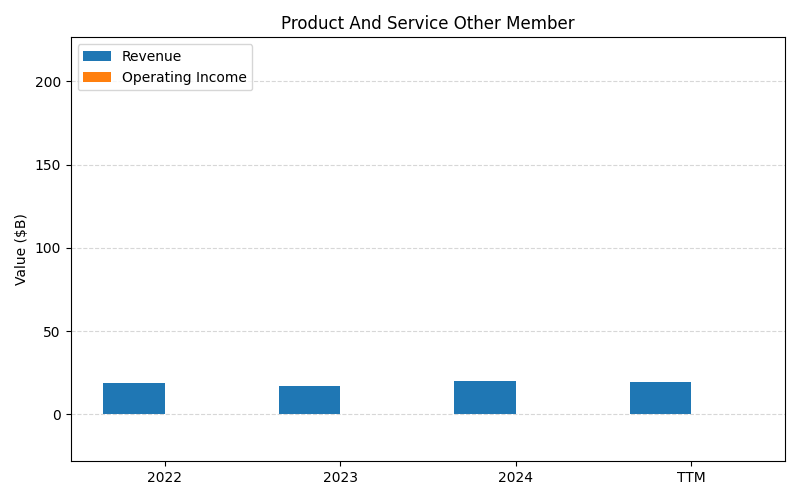 Product And Service Other Member
Revenue
Operating Income
Value ($B)
200
150
100
50
0
2022
2023
2024
TTM